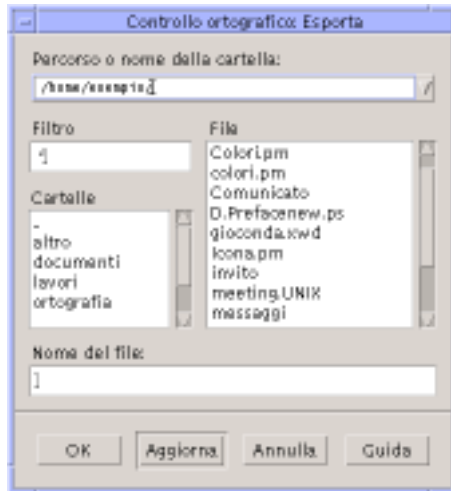 Controllo ortografico: Esporta
Percorso o nome della cartella:
/home/esempio/
Filtro
File
Colori.pm
colori.pm
Comunicato
D.Prefacenew.ps
gioconda.xwd
Icona.pm
invito
meeting.UNIX
messaggi
Cartelle
..
altro
documenti
lavori
ortografia
Nome del file:
OK Aggiorna Annulla Guida